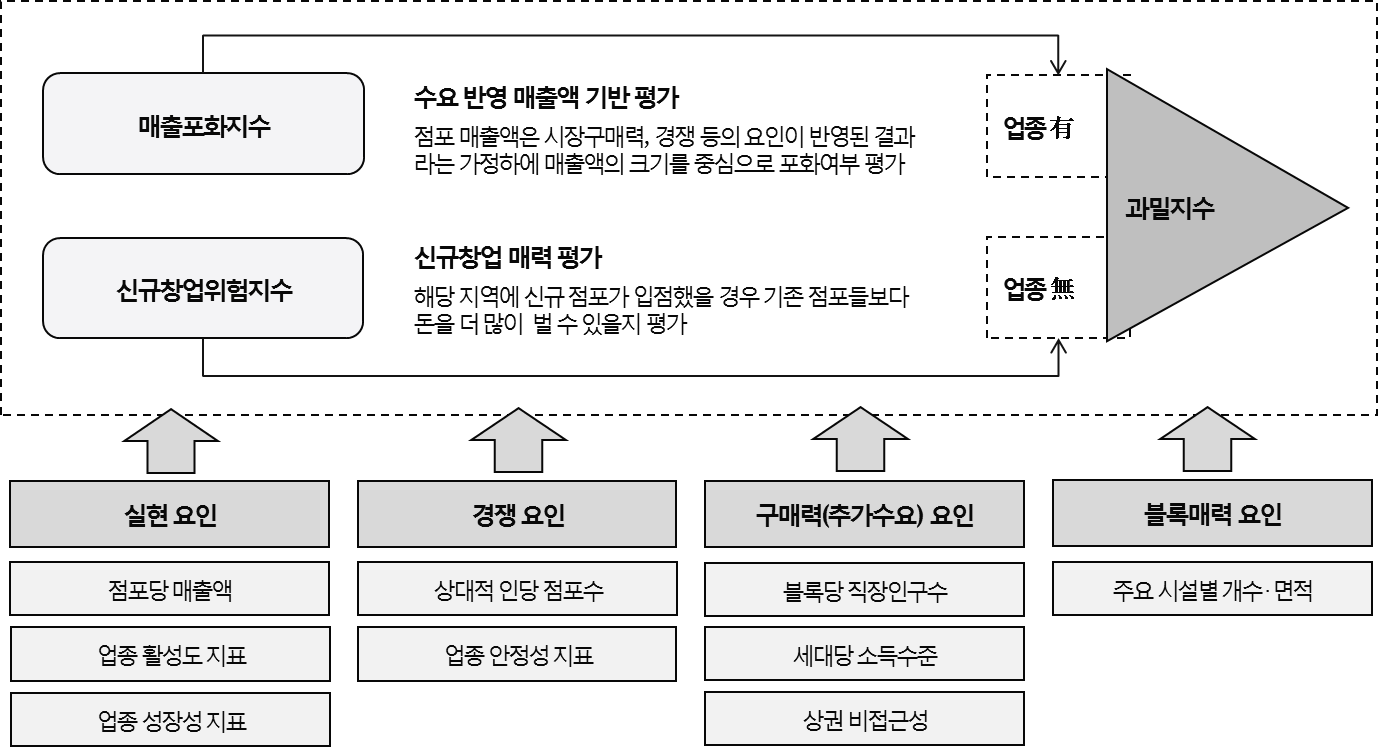 매출포화지수
수요 반영 매출액 기반 평가
점포 매출액은 시장구매력, 경쟁 등의 요인이 반영된 결과
라는 가정하에 매출액의 크기를 중심으로 포화여부 평가
업종 有
과밀지수
신규창업위험지수
신규창업 매력 평가
해당 지역에 신규 점포가 입점했을 경우 기존 점포들보다
돈을 더 많이 벌 수 있을지 평가
업종 無
실현 요인
경쟁 요인
구매력(추가수요) 요인
블록매력 요인
점포당 매출액
상대적 인당 점포수
블록당 직장인구수
주요 시설별 개수·면적
업종 활성도 지표
업종 안정성 지표
세대당 소득수준
업종 성장성 지표
상권 비접근성